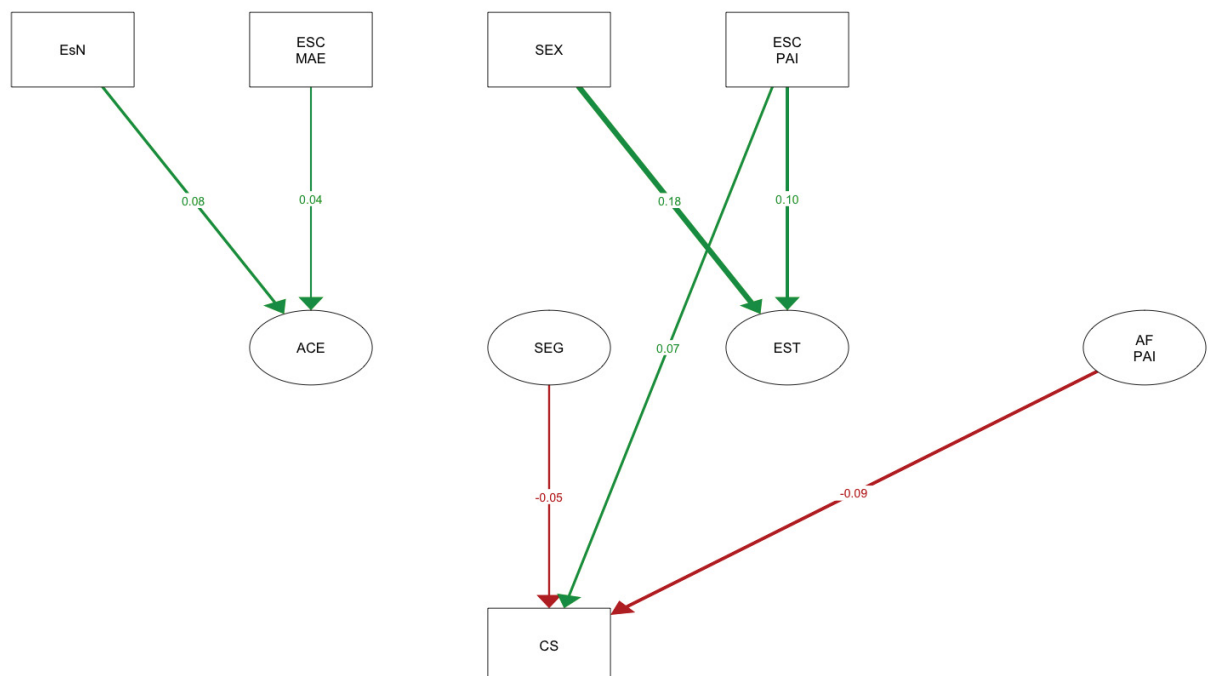 EsN
ESC
MAE
SEX
ESC
PAI
0.08
0.04
0.18
0.10
ACE
SEG
0.07
EST
AF
PAI
-0.05
-0.09
CS